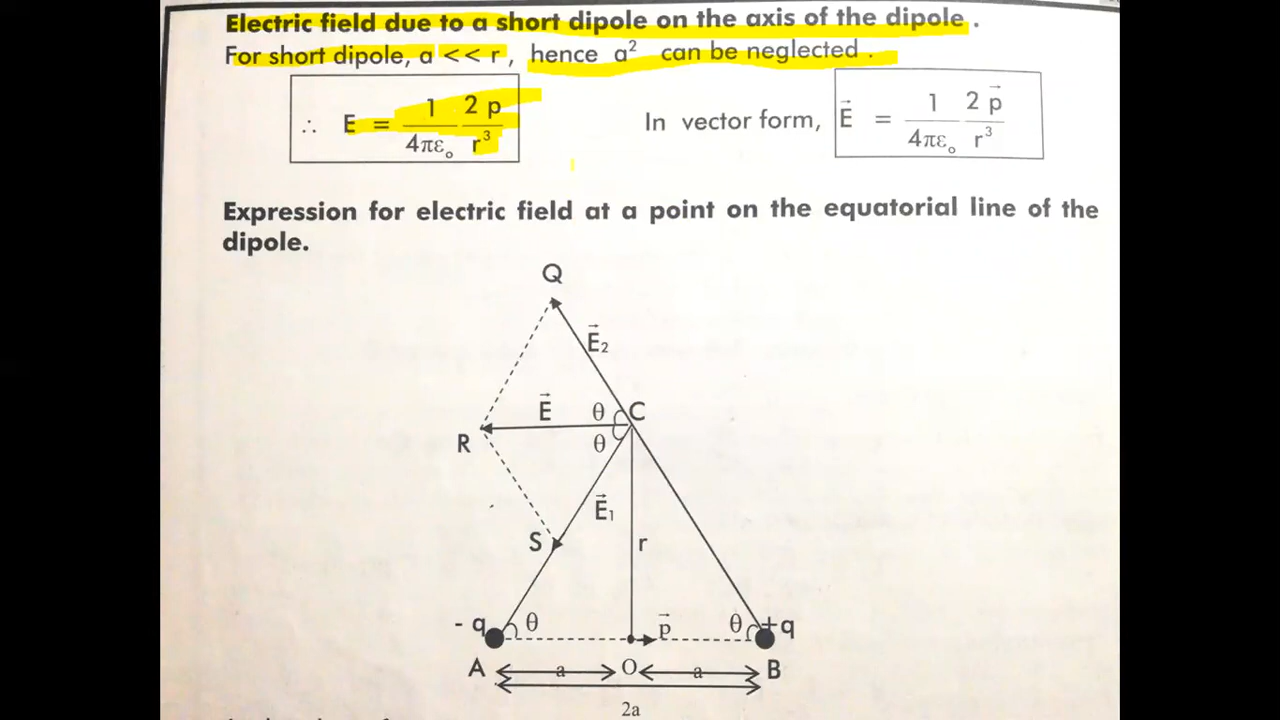 Electric field due to a short dipole on the axis of the dipole .
For short dipole, a << r , hence a² can be neglected .
∴ E = 1/4πε₀ 2 p/r³
In vector form, E⃗ = 1/4πε₀ 2 p⃗/r³
Expression for electric field at a point on the equatorial line of the
dipole.
Q
E⃗₂
E⃗ θ C
R θ
E⃗₁
S r
- q θ p⃗ θ +q
A a O a B
2a